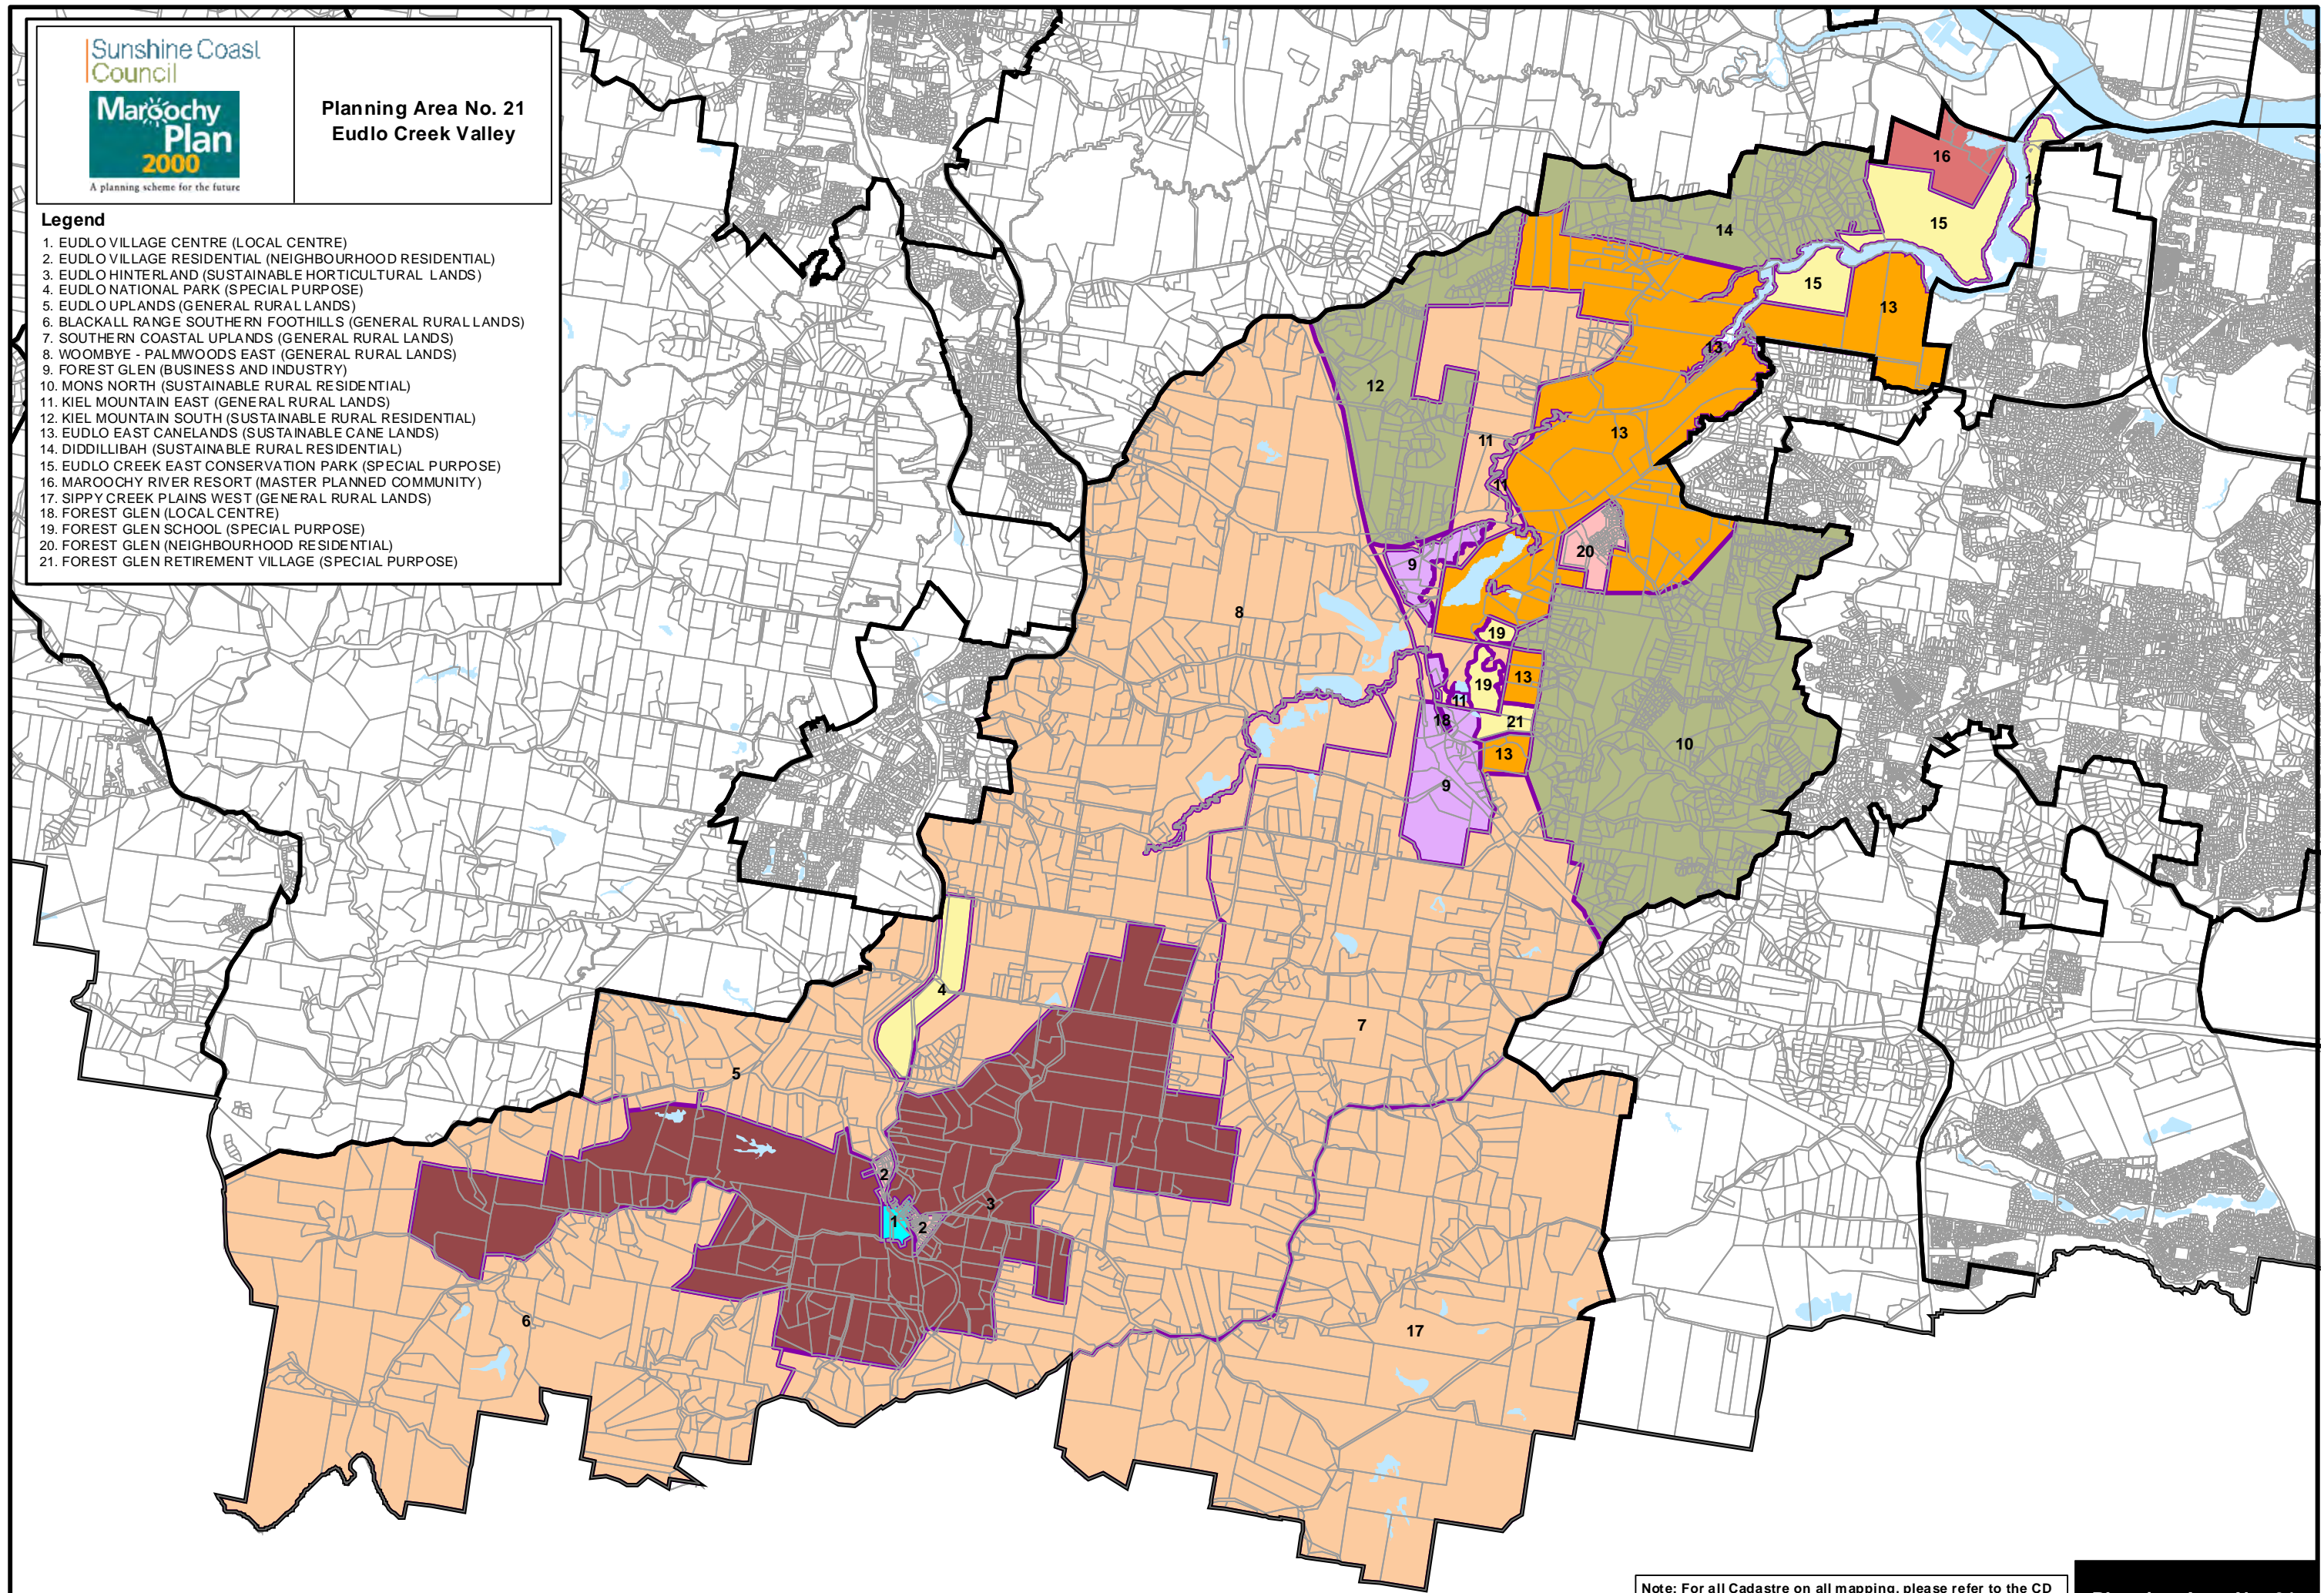 Sunshine Coast
Council
Maroochy
Plan
2000
A planning scheme for the future
Planning Area No. 21
Eudlo Creek Valley
Legend
1. EUDLO VILLAGE CENTRE (LOCAL CENTRE)
2. EUDLO VILLAGE RESIDENTIAL (NEIGHBOURHOOD RESIDENTIAL)
3. EUDLO HINTERLAND (SUSTAINABLE HORTICULTURAL LANDS)
4. EUDLO NATIONAL PARK (SPECIAL PURPOSE)
5. EUDLO UPLANDS (GENERAL RURAL LANDS)
6. BLACKALL RANGE SOUTHERN FOOTHILLS (GENERAL RURAL LANDS)
7. SOUTHERN COASTAL UPLANDS (GENERAL RURAL LANDS)
8. WOOMBYE - PALMWOODS EAST (GENERAL RURAL LANDS)
9. FOREST GLEN (BUSINESS AND INDUSTRY)
10. MONS NORTH (SUSTAINABLE RURAL RESIDENTIAL)
11. KIEL MOUNTAIN EAST (GENERAL RURAL LANDS)
12. KIEL MOUNTAIN SOUTH (SUSTAINABLE RURAL RESIDENTIAL)
13. EUDLO EAST CANELANDS (SUSTAINABLE CANE LANDS)
14. DIDDILLIBAH (SUSTAINABLE RURAL RESIDENTIAL)
15. EUDLO CREEK EAST CONSERVATION PARK (SPECIAL PURPOSE)
16. MAROOCHY RIVER RESORT (MASTER PLANNED COMMUNITY)
17. SIPPY CREEK PLAINS WEST (GENERAL RURAL LANDS)
18. FOREST GLEN (LOCAL CENTRE)
19. FOREST GLEN SCHOOL (SPECIAL PURPOSE)
20. FOREST GLEN (NEIGHBOURHOOD RESIDENTIAL)
21. FOREST GLEN RETIREMENT VILLAGE (SPECIAL PURPOSE)
16
15
15
14
15
13
13
12
13
11
11
20
9
8
19
13
19
11
18
21
10
13
9
4
7
5
2
3
1
2
6
17
Note: For all Cadastre on all mapping, please refer to the CD